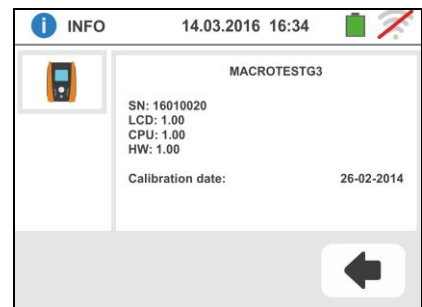 INFO 14.03.2016 16:34
MACROTESTG3
SN: 16010020
LCD: 1.00
CPU: 1.00
HW: 1.00
Calibration date: 26-02-2014